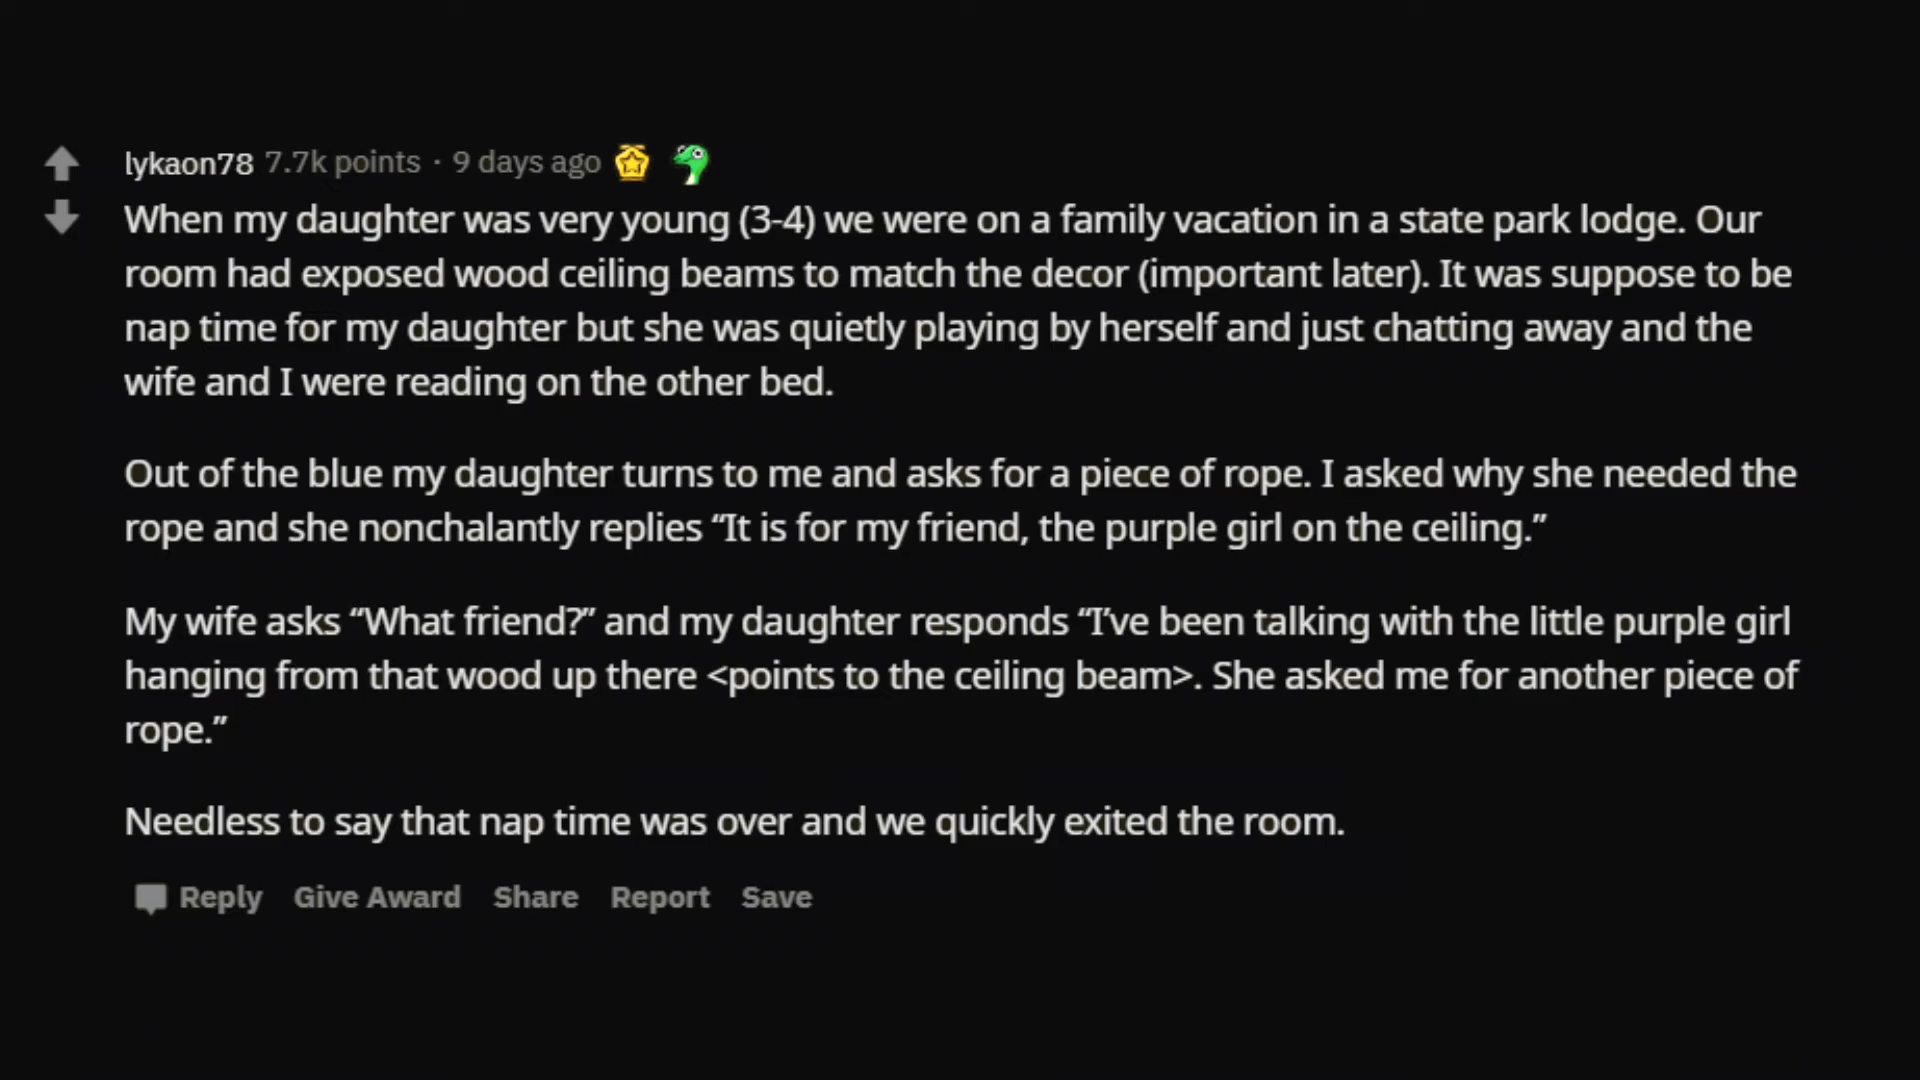 lykaon78 7.7k points · 9 days ago
When my daughter was very young (3-4) we were on a family vacation in a state park lodge. Our
room had exposed wood ceiling beams to match the decor (important later). It was suppose to be
nap time for my daughter but she was quietly playing by herself and just chatting away and the
wife and I were reading on the other bed.
Out of the blue my daughter turns to me and asks for a piece of rope. I asked why she needed the
rope and she nonchalantly replies “It is for my friend, the purple girl on the ceiling.”
My wife asks “What friend?” and my daughter responds “I’ve been talking with the little purple girl
hanging from that wood up there <points to the ceiling beam>. She asked me for another piece of
rope.”
Needless to say that nap time was over and we quickly exited the room.
Reply Give Award Share Report Save